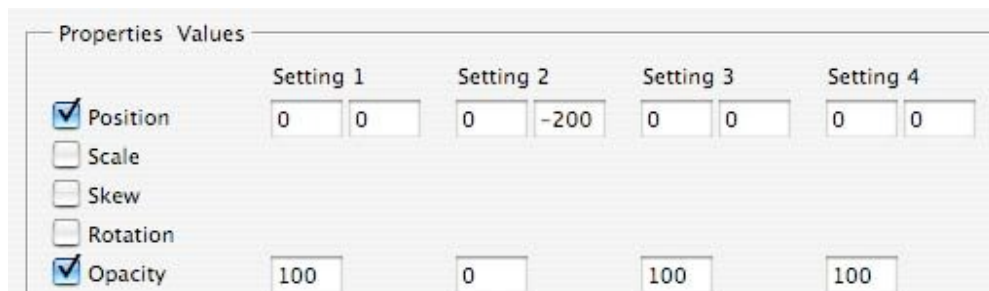 Properties Values
Setting 1 Setting 2 Setting 3 Setting 4
Position 0 0 0 -200 0 0 0 0
Scale
Skew
Rotation
Opacity 100 0 100 100